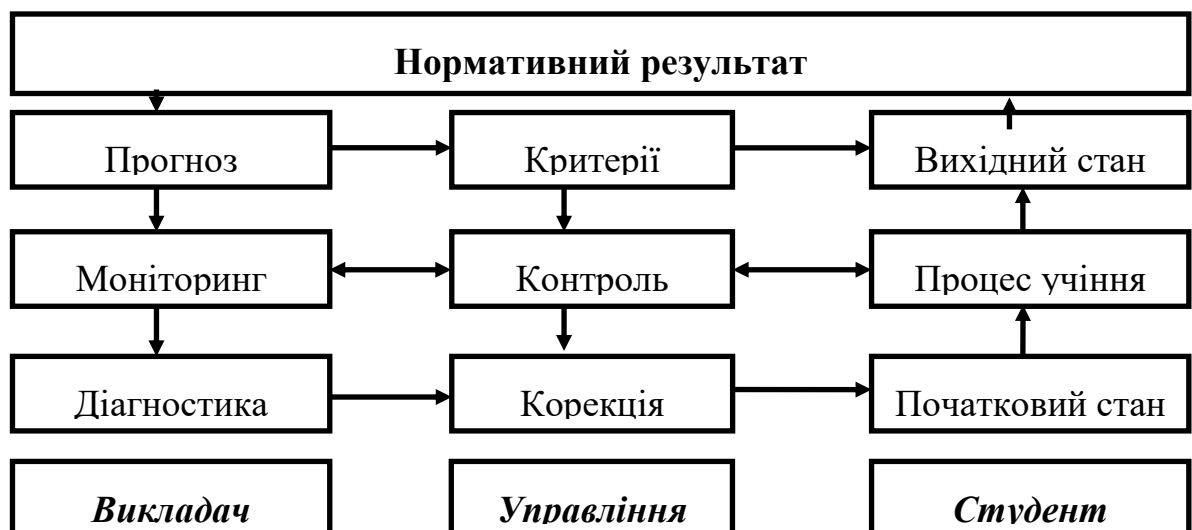 Нормативний результат
Прогноз
Критерії
Вихідний стан
Моніторинг
Контроль
Процес учіння
Діагностика
Корекція
Початковий стан
Викладач
Управління
Студент